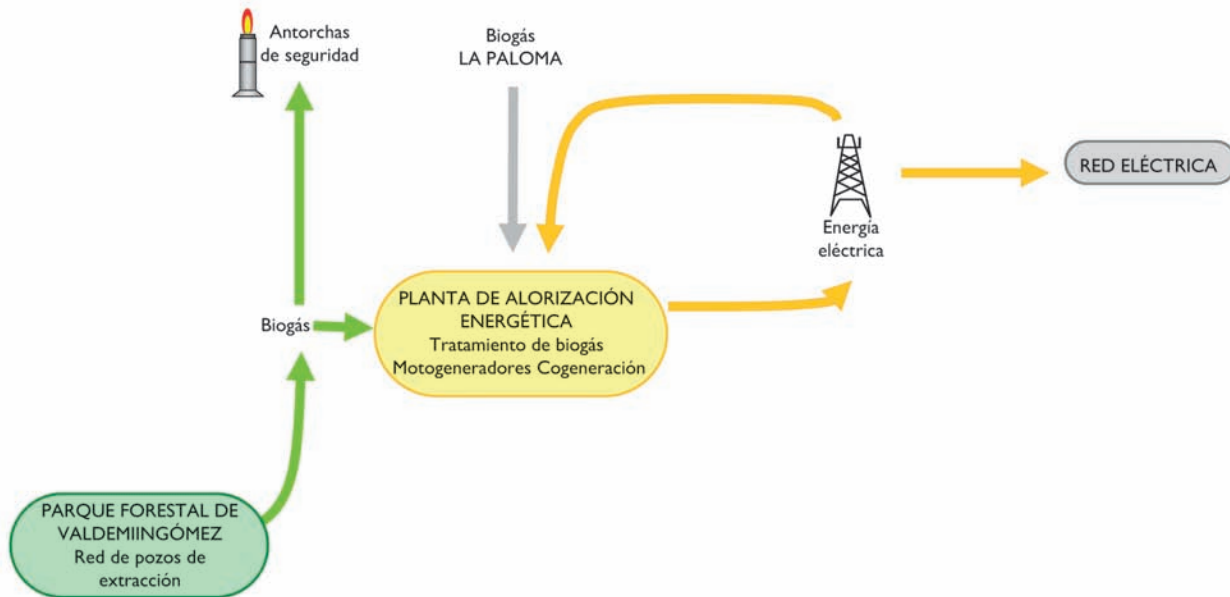 Antorchas
de seguridad
Biogás
LA PALOMA
RED ELÉCTRICA
Energía
eléctrica
PLANTA DE ALORIZACIÓN
ENERGÉTICA
Tratamiento de biogás
Motogeneradores Cogeneración
Biogás
PARQUE FORESTAL DE
VALDEMIINGÓMEZ
Red de pozos de
extracción